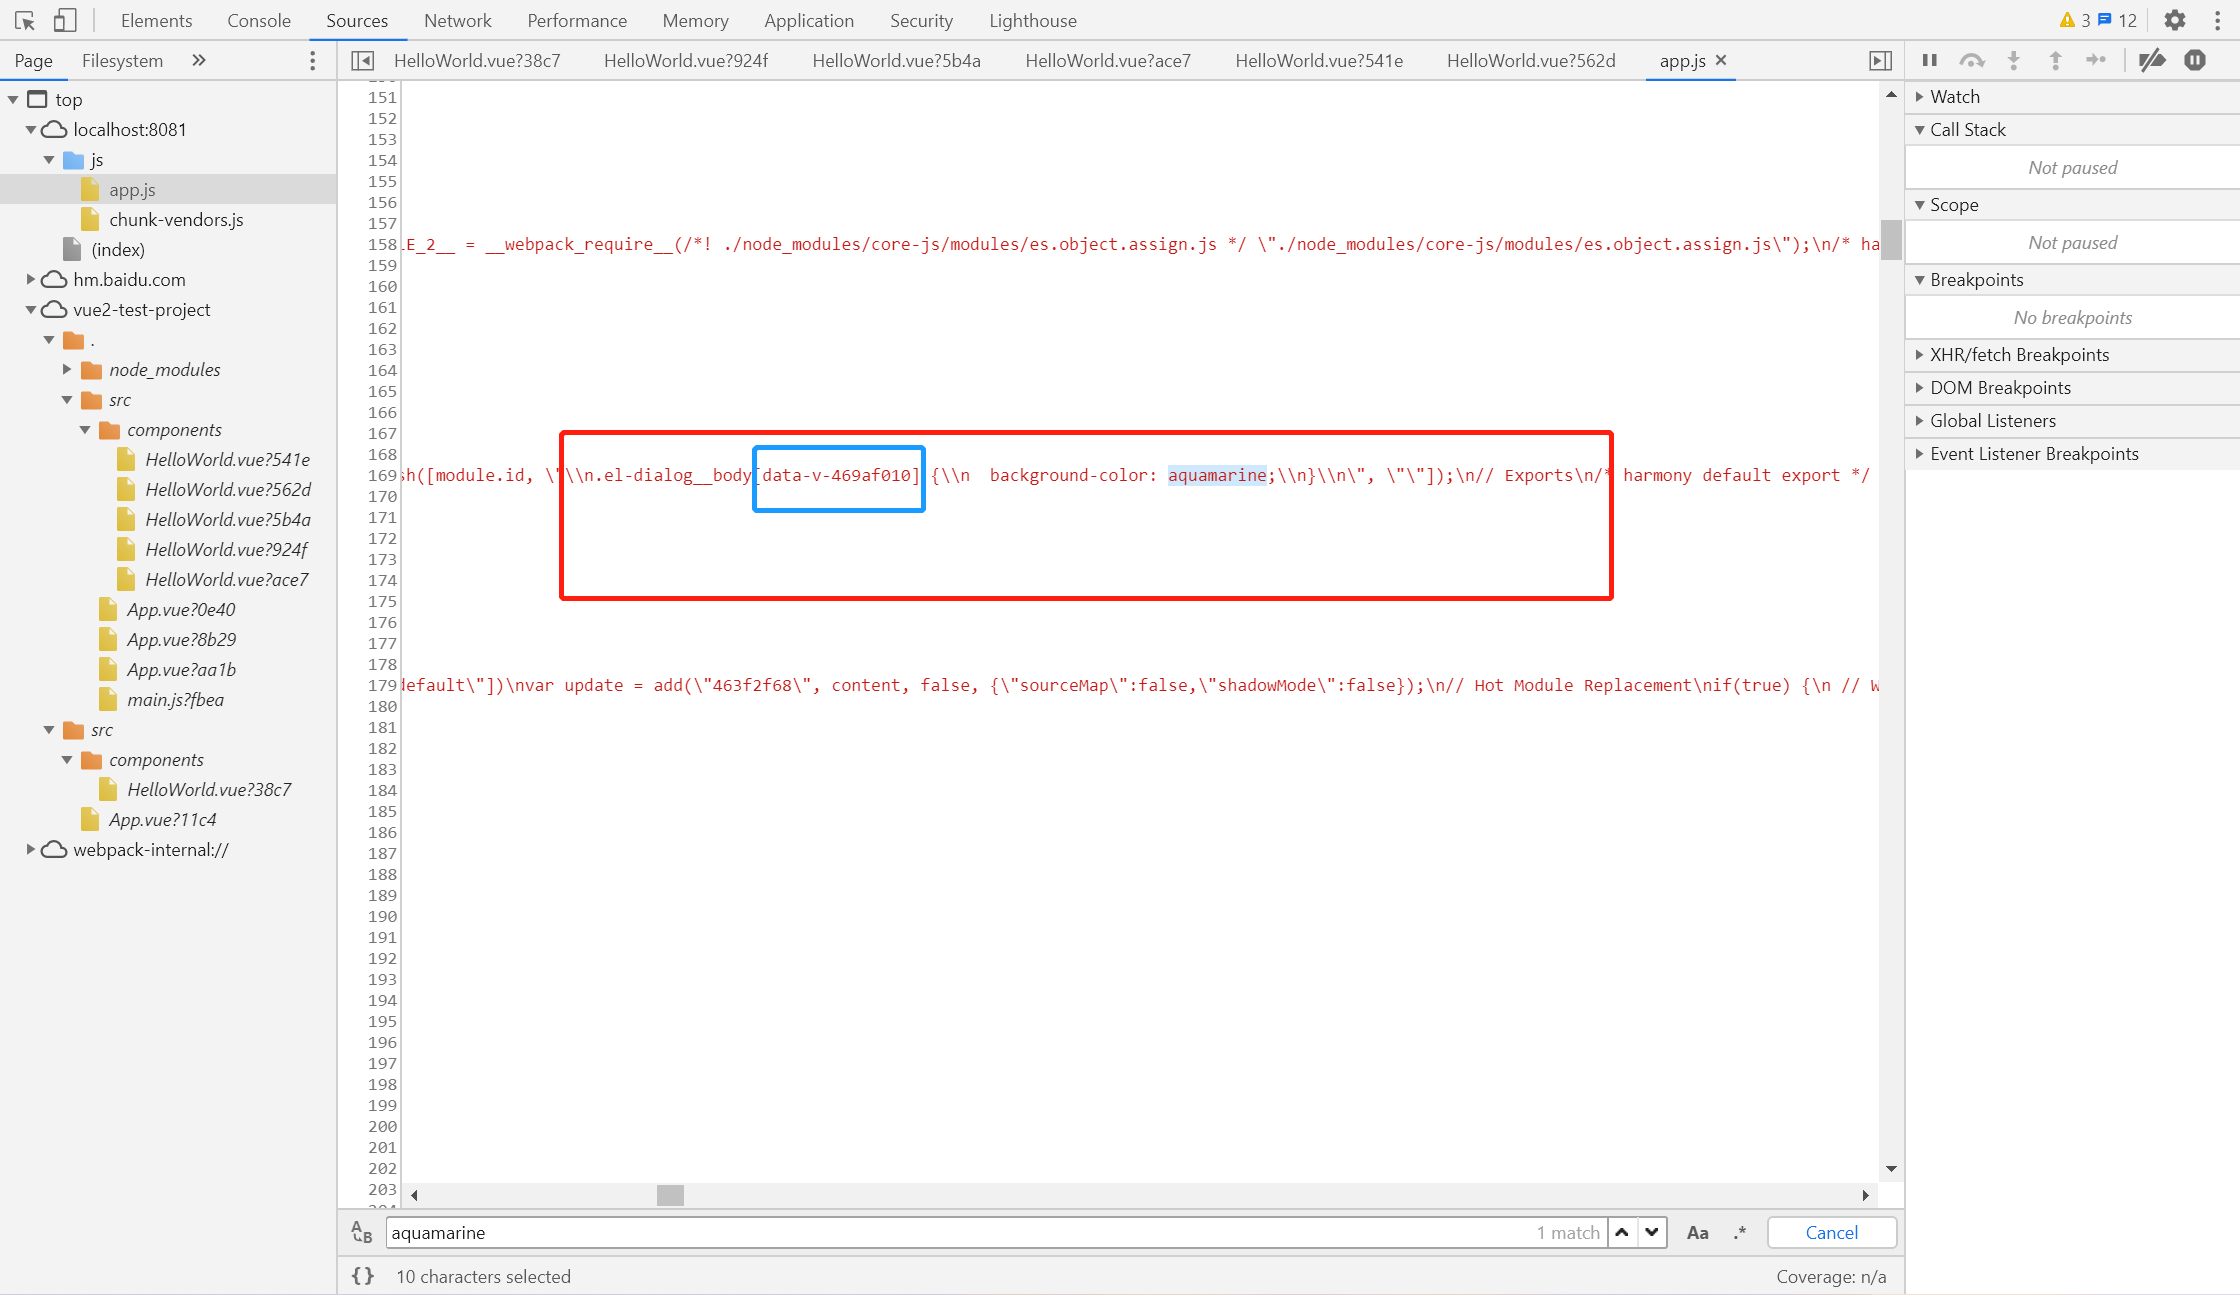 Elements Console Sources Network Performance Memory Application Security Lighthouse 3 12
Page Filesystem HelloWorld.vue?38c7 HelloWorld.vue?924f HelloWorld.vue?5b4a HelloWorld.vue?ace7 HelloWorld.vue?541e HelloWorld.vue?562d app.js
top
localhost:8081
js
app.js
chunk-vendors.js
(index)
hm.baidu.com
vue2-test-project
.
node_modules
src
components
HelloWorld.vue?541e
HelloWorld.vue?562d
HelloWorld.vue?5b4a
HelloWorld.vue?924f
HelloWorld.vue?ace7
App.vue?0e40
App.vue?8b29
App.vue?aa1b
main.js?fbea
src
components
HelloWorld.vue?38c7
App.vue?11c4
webpack-internal://
151
152
153
154
155
156
157
158 LE_2__ = __webpack_require__(/*! ./node_modules/core-js/modules/es.object.assign.js */ \"./node_modules/core-js/modules/es.object.assign.js\");\n/* ha
159
160
161
162
163
164
165
166
167
168
169 sh([module.id, \"\\n.el-dialog__body[data-v-469af010] {\\n  background-color: aquamarine;\\n}\\n\", \"\"]);\n// Exports\n/* harmony default export */
170
171
172
173
174
175
176
177
178
179 default\"])\nvar update = add(\"463f2f68\", content, false, {\"sourceMap\":false,\"shadowMode\":false});\n// Hot Module Replacement\nif(true) {\n // W
180
181
182
183
184
185
186
187
188
189
190
191
192
193
194
195
196
197
198
199
200
201
202
203
aquamarine 1 match Aa .* Cancel
{} 10 characters selected Coverage: n/a
Watch
Call Stack
Not paused
Scope
Not paused
Breakpoints
No breakpoints
XHR/fetch Breakpoints
DOM Breakpoints
Global Listeners
Event Listener Breakpoints